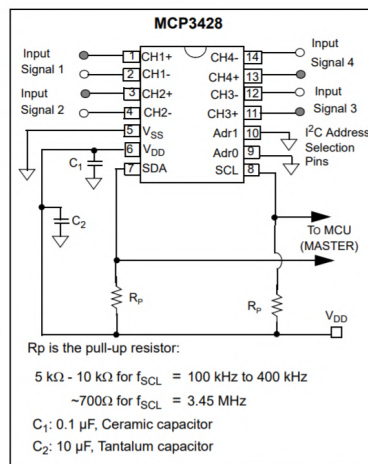 MCP3428
Input
Signal 1
1 CH1+
2 CH1-
Input
Signal 2
3 CH2+
4 CH2-
5 VSS
6 VDD
7 SDA
CH4- 14
CH4+ 13
Input
Signal 4
CH3- 12
CH3+ 11
Input
Signal 3
Adr1 10
Adr0 9
I2C Address
Selection
Pins
SCL 8
C1
C2
To MCU
(MASTER)
RP
RP
VDD
Rp is the pull-up resistor:
5 kΩ - 10 kΩ for fSCL = 100 kHz to 400 kHz
~700Ω for fSCL = 3.45 MHz
C1: 0.1 µF, Ceramic capacitor
C2: 10 µF, Tantalum capacitor